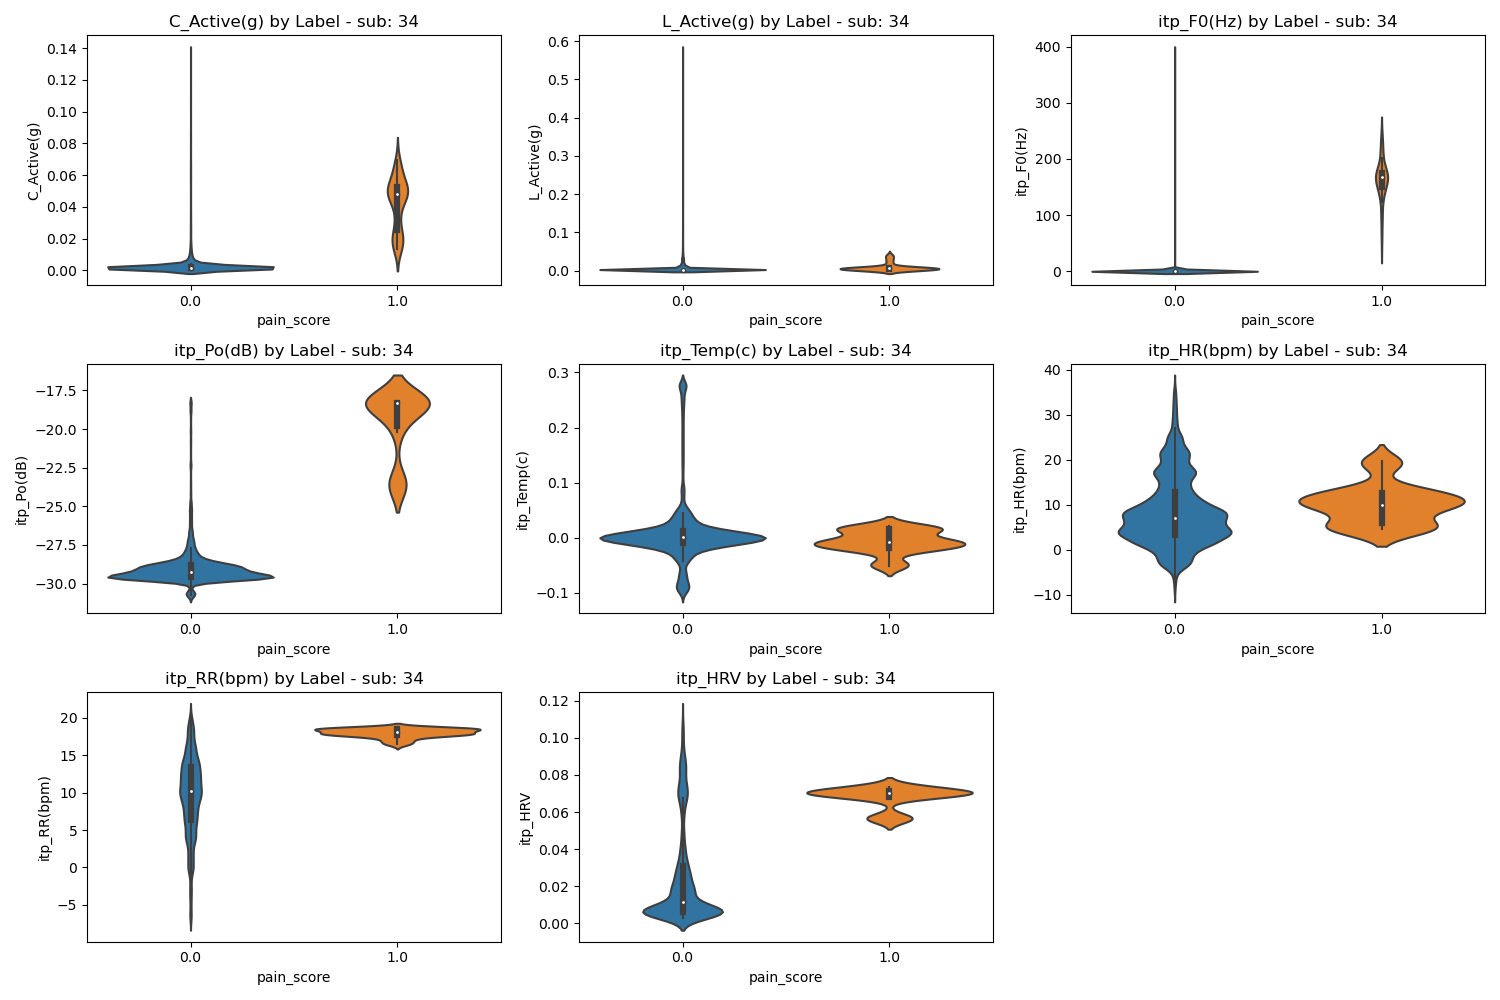 C_Active(g) by Label - sub: 34
C_Active(g)
0.14
0.12
0.10
0.08
0.06
0.04
0.02
0.00
0.0 1.0
pain_score
L_Active(g) by Label - sub: 34
L_Active(g)
0.6
0.5
0.4
0.3
0.2
0.1
0.0
0.0 1.0
pain_score
itp_F0(Hz) by Label - sub: 34
itp_F0(Hz)
400
300
200
100
0
0.0 1.0
pain_score
itp_Po(dB) by Label - sub: 34
itp_Po(dB)
−17.5
−20.0
−22.5
−25.0
−27.5
−30.0
0.0 1.0
pain_score
itp_Temp(c) by Label - sub: 34
itp_Temp(c)
0.3
0.2
0.1
0.0
−0.1
0.0 1.0
pain_score
itp_HR(bpm) by Label - sub: 34
itp_HR(bpm)
40
30
20
10
0
−10
0.0 1.0
pain_score
itp_RR(bpm) by Label - sub: 34
itp_RR(bpm)
20
15
10
5
0
−5
0.0 1.0
pain_score
itp_HRV by Label - sub: 34
itp_HRV
0.12
0.10
0.08
0.06
0.04
0.02
0.00
0.0 1.0
pain_score